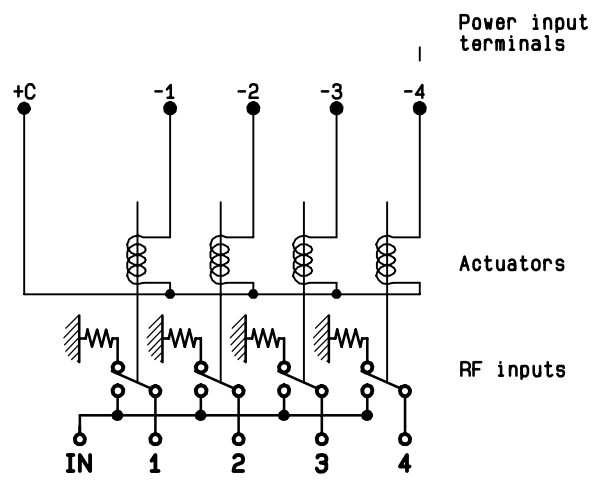 Power input
terminals
+C -1 -2 -3 -4
Actuators
RF inputs
IN 1 2 3 4